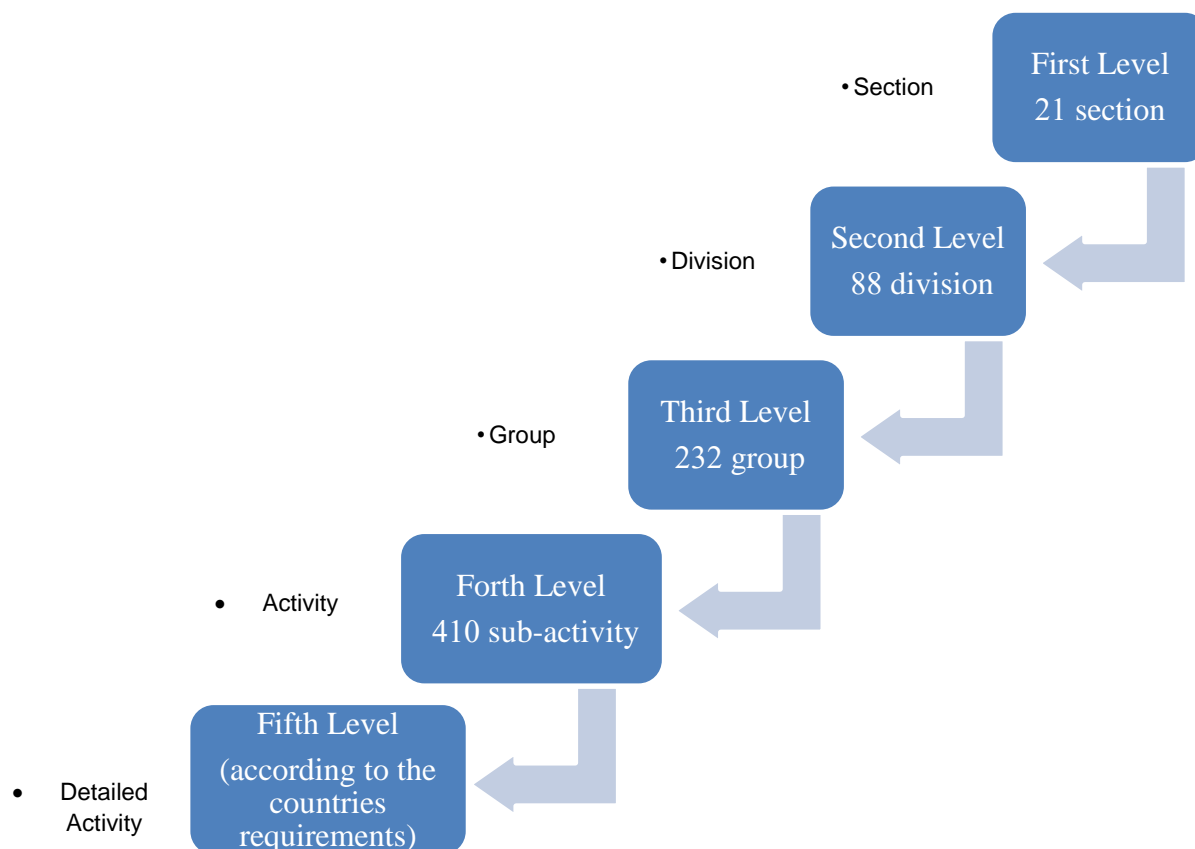 • Section
First Level
21 section
• Division
Second Level
88 division
• Group
Third Level
232 group
• Activity
Forth Level
410 sub-activity
• Detailed
Activity
Fifth Level
(according to the
countries
requirements)